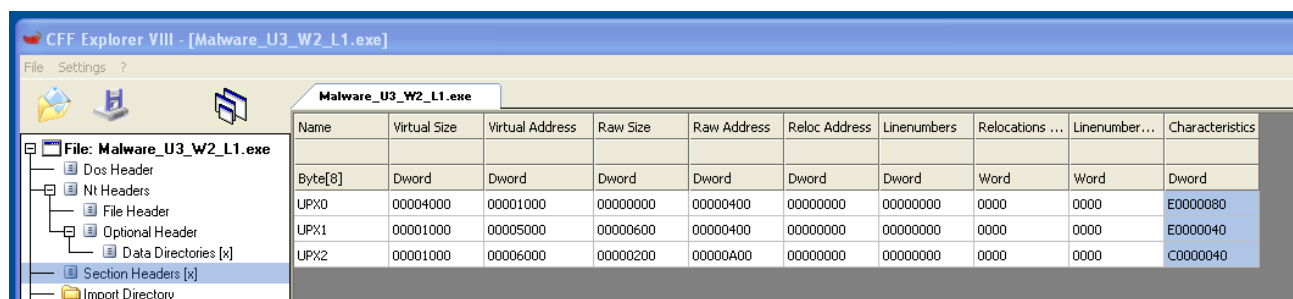 CFF Explorer VIII - [Malware_U3_W2_L1.exe]
File Settings ?
Malware_U3_W2_L1.exe
Name Virtual Size Virtual Address Raw Size Raw Address Reloc Address Linenumbers Relocations ... Linenumber... Characteristics
Byte[8] Dword Dword Dword Dword Dword Dword Word Word Dword
UPX0 00004000 00001000 00000000 00000400 00000000 00000000 0000 0000 E0000080
UPX1 00001000 00005000 00000600 00000400 00000000 00000000 0000 0000 E0000040
UPX2 00001000 00006000 00000200 00000A00 00000000 00000000 0000 0000 C0000040
File: Malware_U3_W2_L1.exe
Dos Header
Nt Headers
File Header
Optional Header
Data Directories [x]
Section Headers [x]
Import Directory